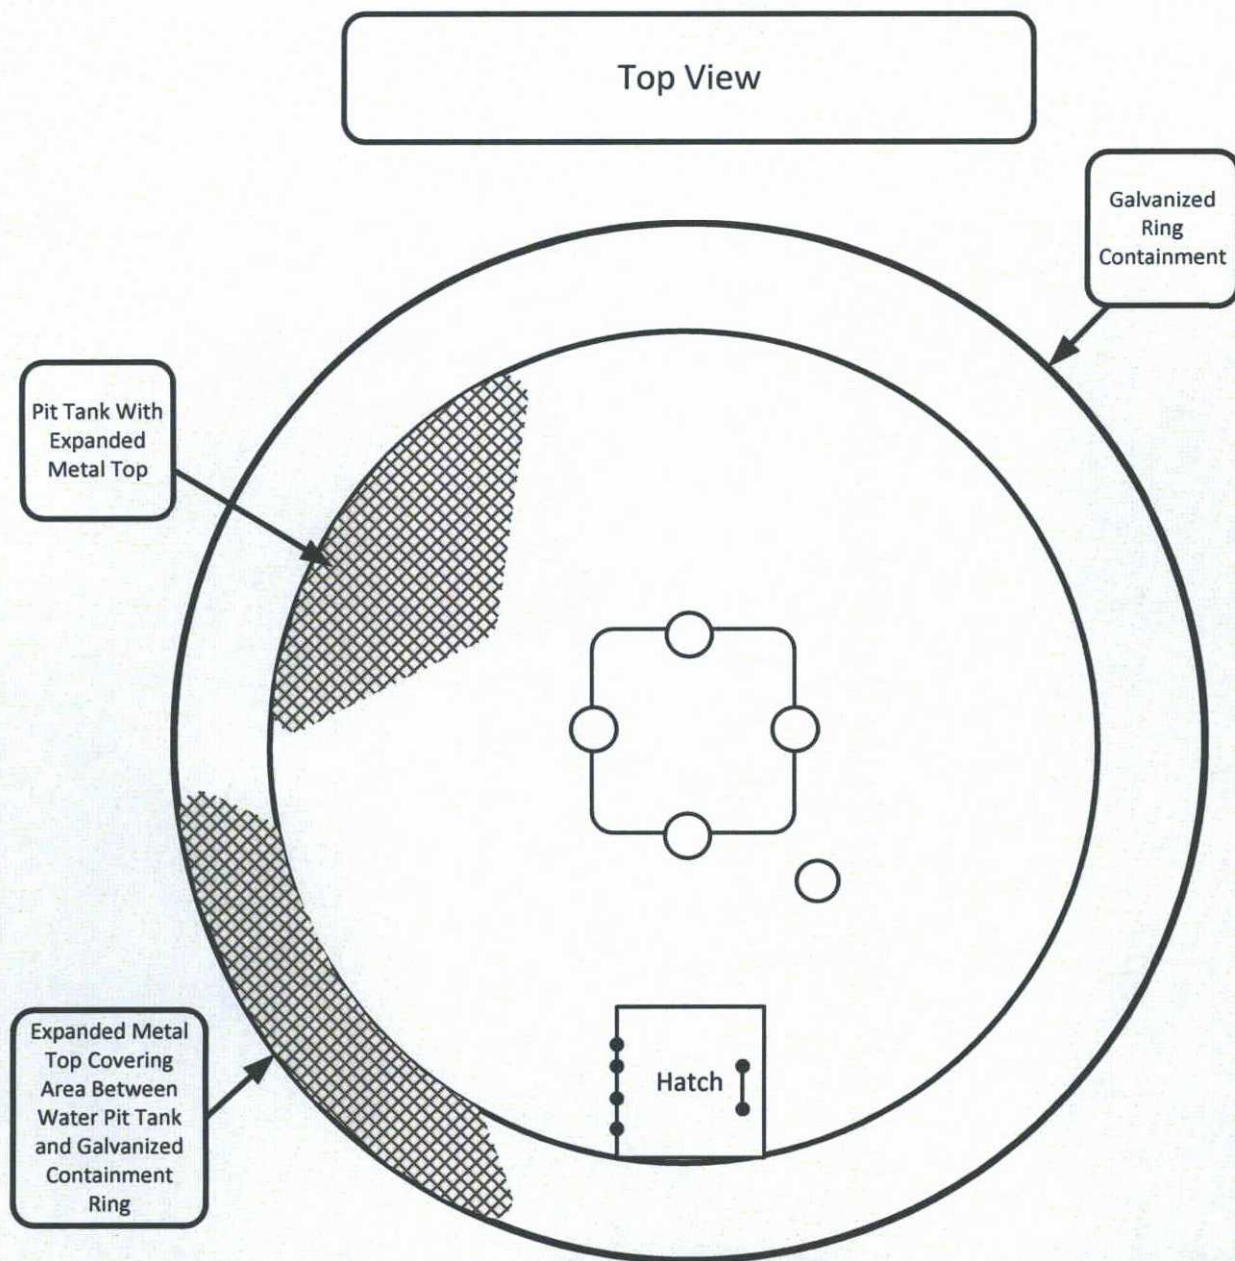 Top View
Galvanized
Ring
Containment
Pit Tank With
Expanded
Metal Top
Expanded Metal
Top Covering
Area Between
Water Pit Tank
and Galvanized
Containment
Ring
Hatch